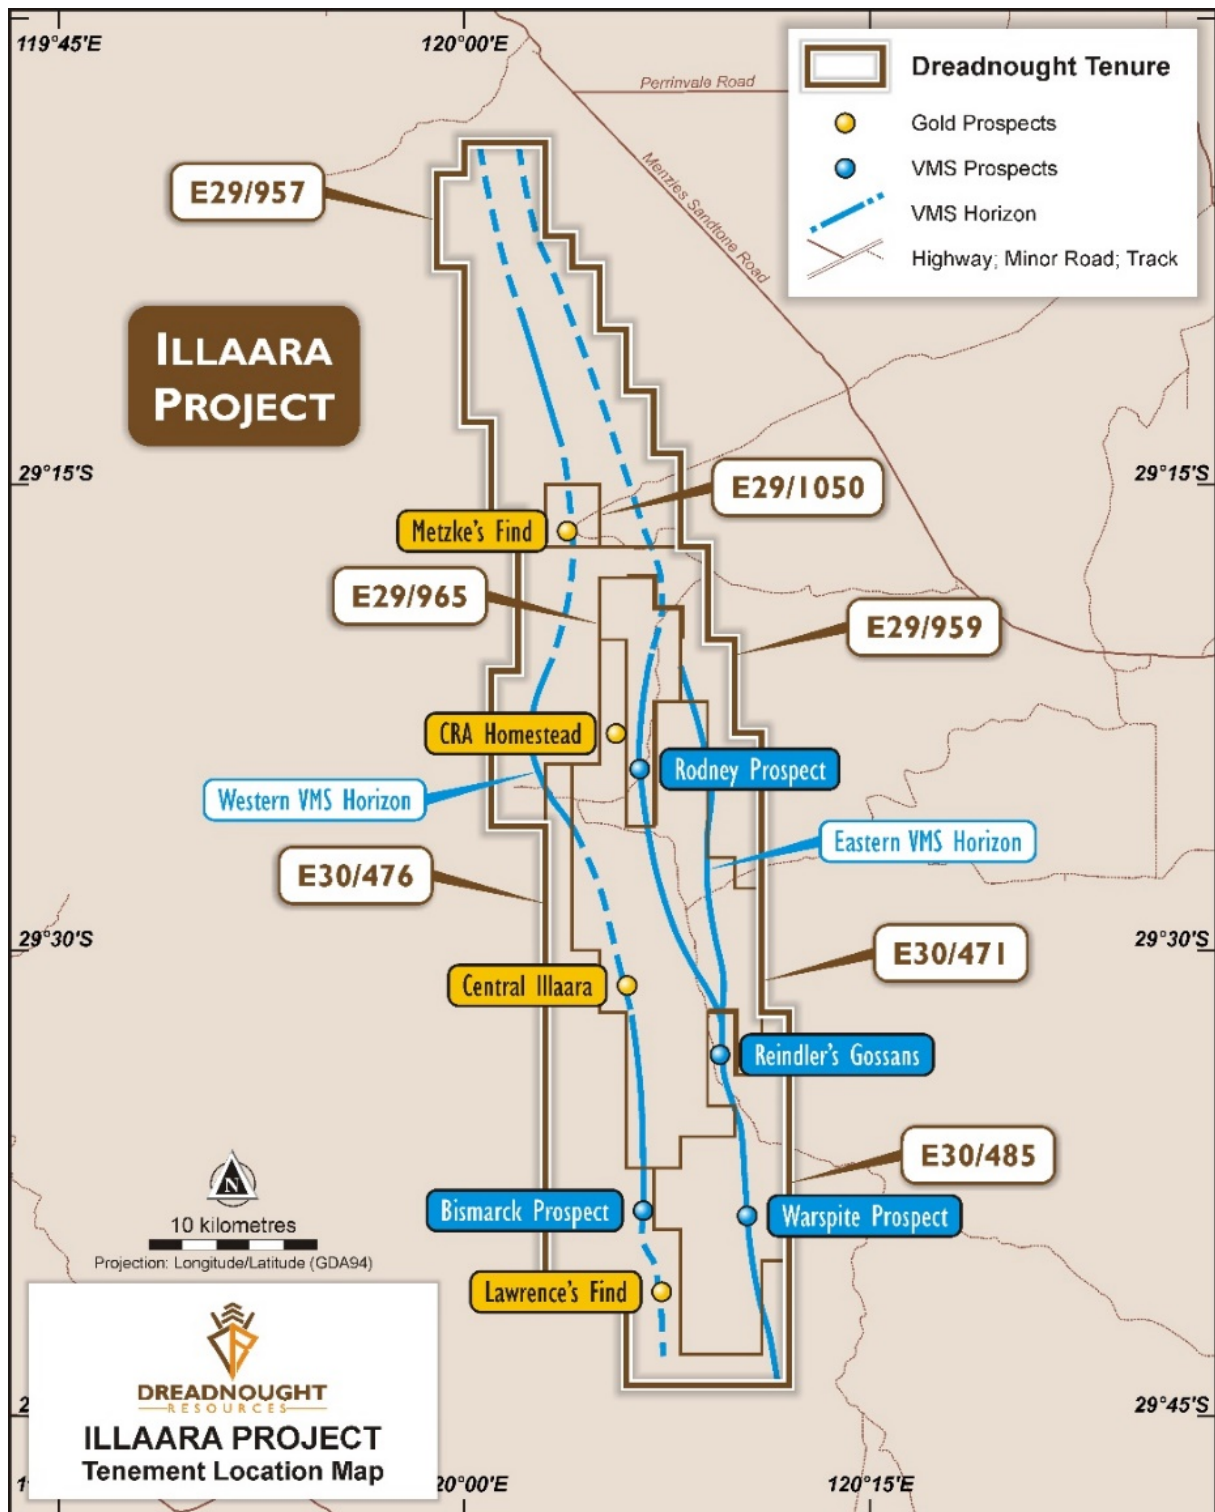 119°45'E
120°00'E
Dreadnought Tenure
Gold Prospects
VMS Prospects
VMS Horizon
Highway; Minor Road; Track
Perrinvale Road
Menzies Sandtone Road
E29/957
ILLAARA
PROJECT
29°15'S
29°15'S
E29/1050
Metzke's Find
E29/965
E29/959
CRA Homestead
Rodney Prospect
Western VMS Horizon
Eastern VMS Horizon
E30/476
29°30'S
29°30'S
E30/471
Central Illaara
Reindler's Gossans
E30/485
N
Bismarck Prospect
Warspite Prospect
10 kilometres
Projection: Longitude/Latitude (GDA94)
Lawrence's Find
DREADNOUGHT
RESOURCES
29°45'S
ILLAARA PROJECT
Tenement Location Map
20°00'E
120°15'E